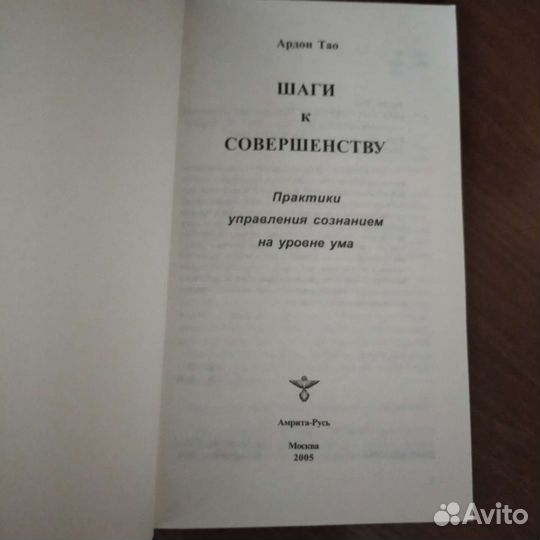 Ардон Тао
ШАГИ
К
СОВЕРШЕНСТВУ
Практики
управления сознанием
на уровне ума
Амрита-Русь
Москва
2005
Avito